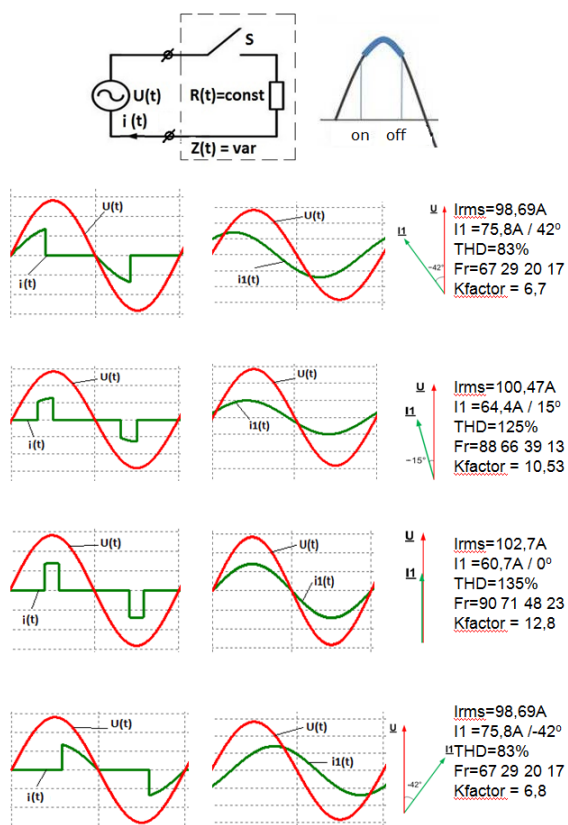 S
U(t)
R(t)=const
i (t)
Z(t) = var
on off
U(t)
i(t)
U(t)
i1(t)
U
I1
-42°
Irms=98,69A
I1 =75,8A / 42⁰
THD=83%
Fr=67 29 20 17
Kfactor = 6,7
U(t)
i(t)
U(t)
i1(t)
U
I1
-15°
Irms=100,47A
I1 =64,4A / 15⁰
THD=125%
Fr=88 66 39 13
Kfactor = 10,53
U(t)
i(t)
U(t)
i1(t)
U
I1
Irms=102,7A
I1 =60,7A / 0⁰
THD=135%
Fr=90 71 48 23
Kfactor = 12,8
U(t)
i(t)
U(t)
i1(t)
U
I1
-42°
Irms=98,69A
I1 =75,8A /-42⁰
THD=83%
Fr=67 29 20 17
Kfactor = 6,8